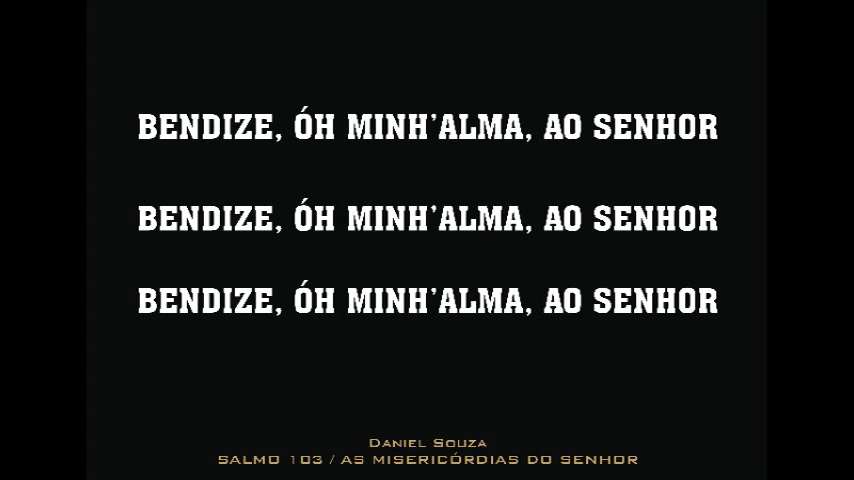 BENDIZE, ÓH MINH'ALMA, AO SENHOR
BENDIZE, ÓH MINH'ALMA, AO SENHOR
BENDIZE, ÓH MINH'ALMA, AO SENHOR
Daniel Souza
SALMO 103 / AS MISERICÓRDIAS DO SENHOR